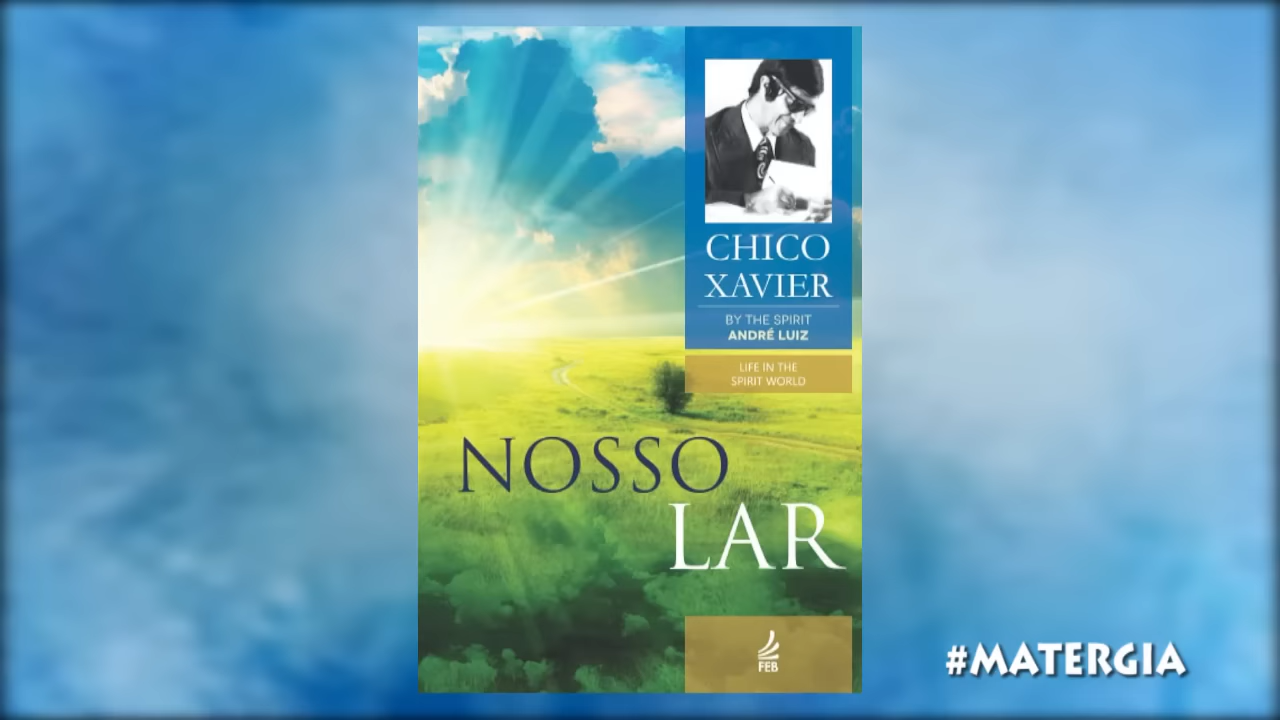 CHICO
XAVIER
BY THE SPIRIT
ANDRÉ LUIZ
LIFE IN THE
SPIRIT WORLD
NOSSO
LAR
FEB
#MATERGIA